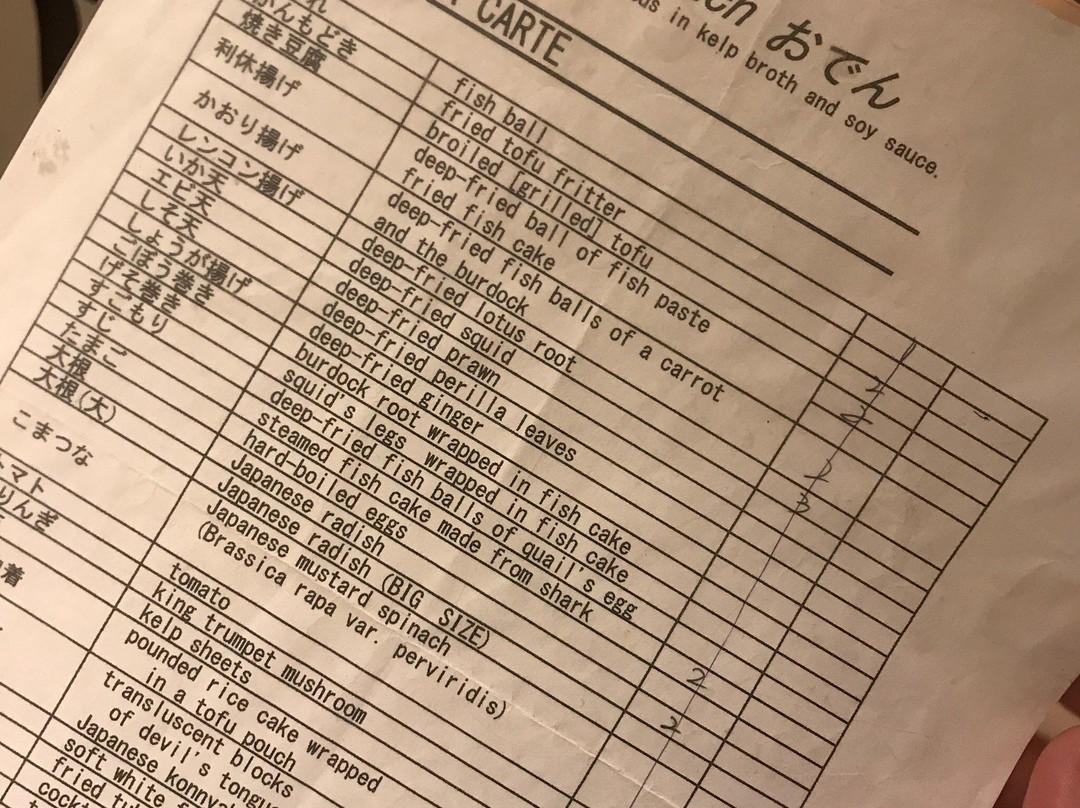 おでん
in kelp broth and soy sauce.
CARTE
fish ball
がんもどき fried tofu fritter 1
焼き豆腐 broiled [grilled] tofu
利休揚げ deep-fried ball of fish paste 2
fried fish cake 2
かおり揚げ deep-fried fish balls of a carrot
and the burdock
レンコン揚げ deep-fried lotus root
いか天 deep-fried squid
エビ天 deep-fried prawn 3
しそ天 deep-fried perilla leaves
しょうが揚げ deep-fried ginger
ごぼう巻き burdock root wrapped in fish cake
げそ巻き squid's legs wrapped in fish cake
すごもり deep-fried fish balls of quail's egg
すじ steamed fish cake made from shark
たまご hard-boiled eggs
大根 Japanese radish
大根(大) Japanese radish (BIG SIZE) 2
こまつな Japanese mustard spinach
(Brassica rapa var. perviridis) 2
トマト tomato
りんぎ king trumpet mushroom
kelp sheets
着 pounded rice cake wrapped
in a tofu pouch
transluscent blocks
of devil's tongue
Japanese konnya
soft white
fried